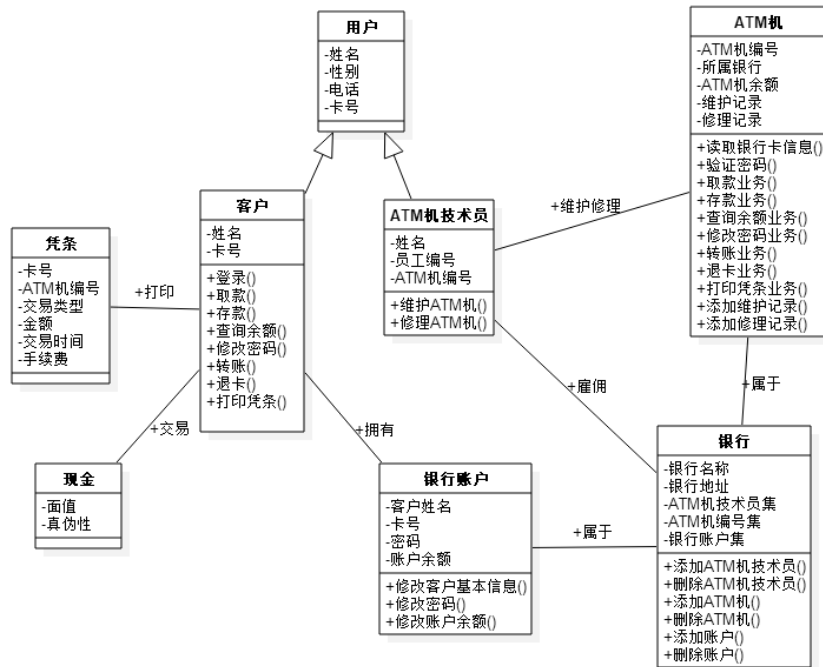 用户
-姓名
-性别
-电话
-卡号
ATM机
-ATM机编号
-所属银行
-ATM机余额
-维护记录
-修理记录
+读取银行卡信息()
+验证密码()
+取款业务()
+存款业务()
+查询余额业务()
+修改密码业务()
+转账业务()
+退卡业务()
+打印凭条业务()
+添加维护记录()
+添加修理记录()
客户
-姓名
-卡号
+登录()
+取款()
+存款()
+查询余额()
+修改密码()
+转账()
+退卡()
+打印凭条()
ATM机技术员
-姓名
-员工编号
-ATM机编号
+维护ATM机()
+修理ATM机()
+维护修理
凭条
-卡号
-ATM机编号
-交易类型
-金额
-交易时间
-手续费
+打印
+雇佣
+属于
+交易
+拥有
现金
-面值
-真伪性
银行账户
-客户姓名
-卡号
-密码
-账户余额
+修改客户基本信息()
+修改密码()
+修改账户余额()
+属于
银行
-银行名称
-银行地址
-ATM机技术员集
-ATM机编号集
-银行账户集
+添加ATM机技术员()
+删除ATM机技术员()
+添加ATM机()
+删除ATM机()
+添加账户()
+删除账户()